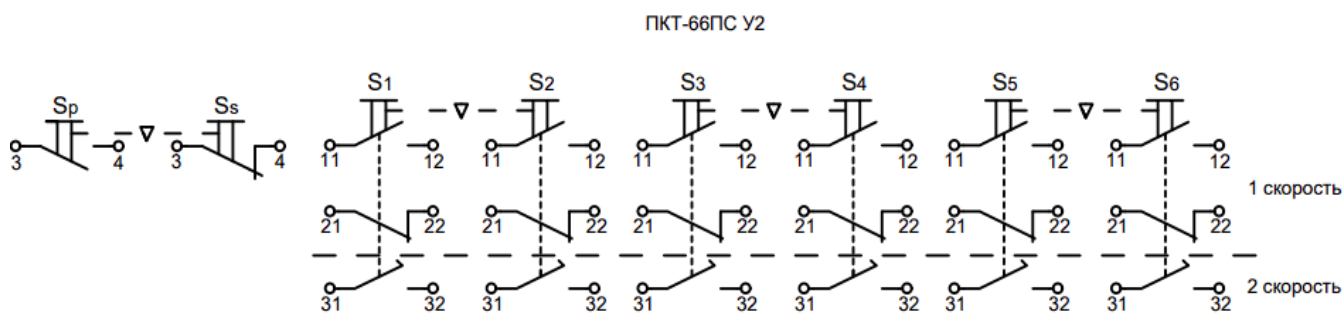 ПКТ-66ПС У2
S1 S2 S3 S4 S5 S6
Sp Ss
3 4 3 4 11 12 11 12 11 12 11 12 11 12 11 12
1 скорость
21 22 21 22 21 22 21 22 21 22 21 22
2 скорость
31 32 31 32 31 32 31 32 31 32 31 32